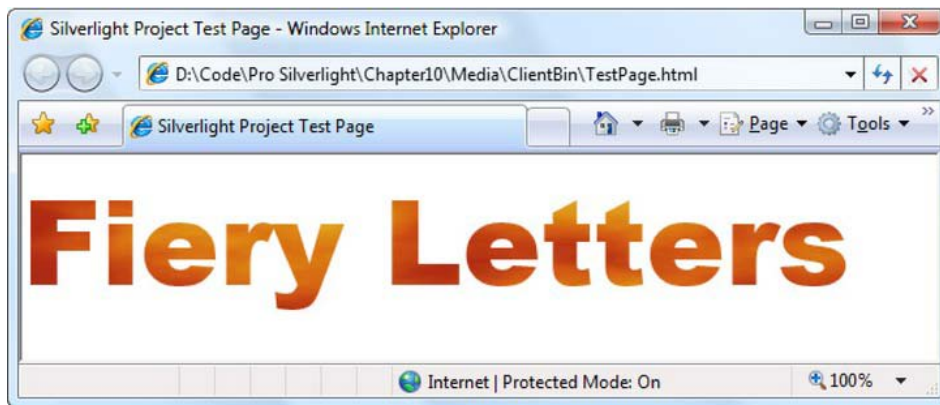 Silverlight Project Test Page - Windows Internet Explorer
D:\Code\Pro Silverlight\Chapter10\Media\ClientBin\TestPage.html
Silverlight Project Test Page Page Tools »
Fiery Letters
Internet | Protected Mode: On 100%